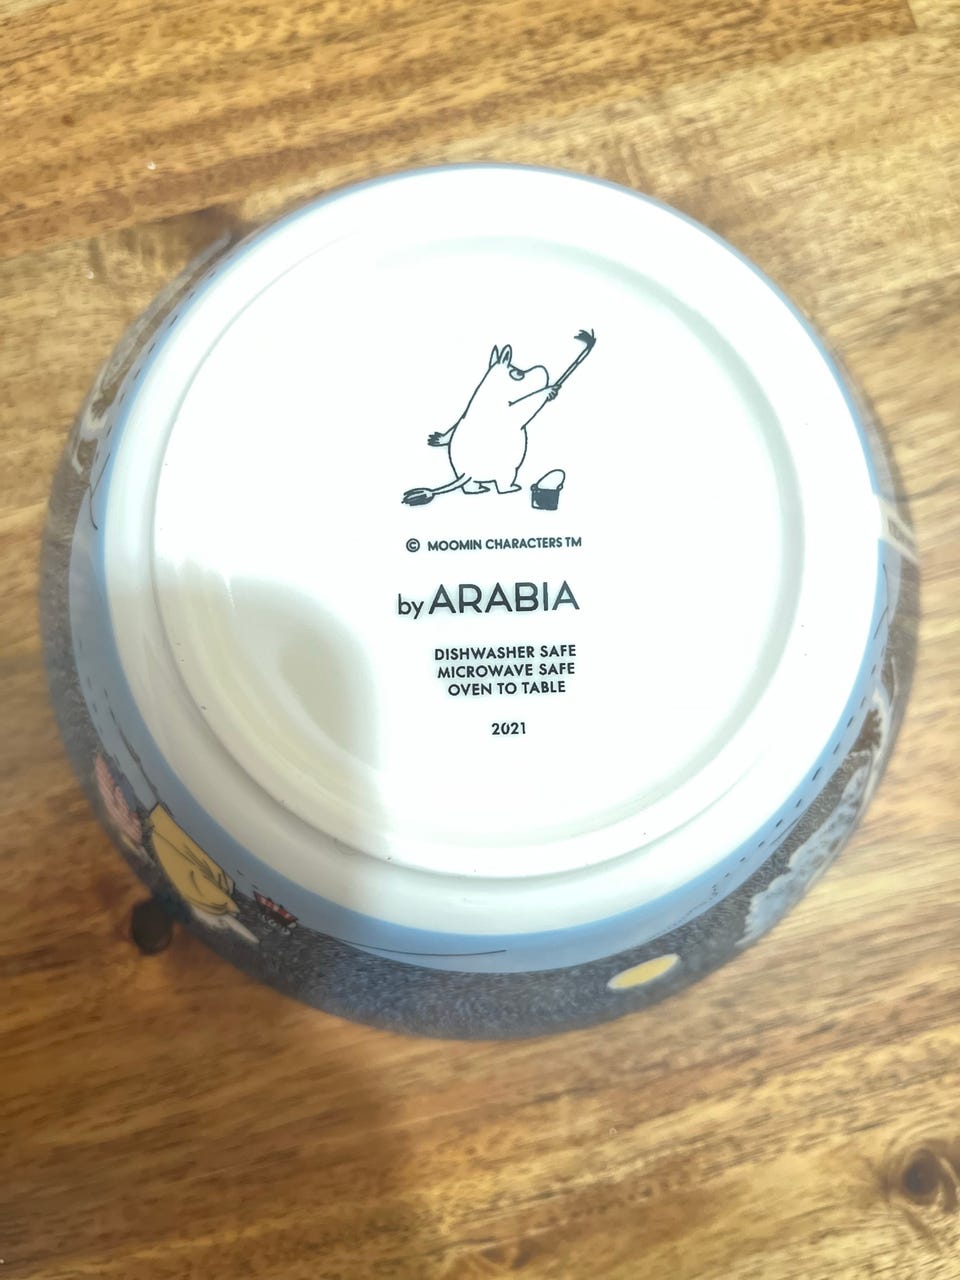 © MOOMIN CHARACTERS TM
by ARABIA
DISHWASHER SAFE
MICROWAVE SAFE
OVEN TO TABLE
2021